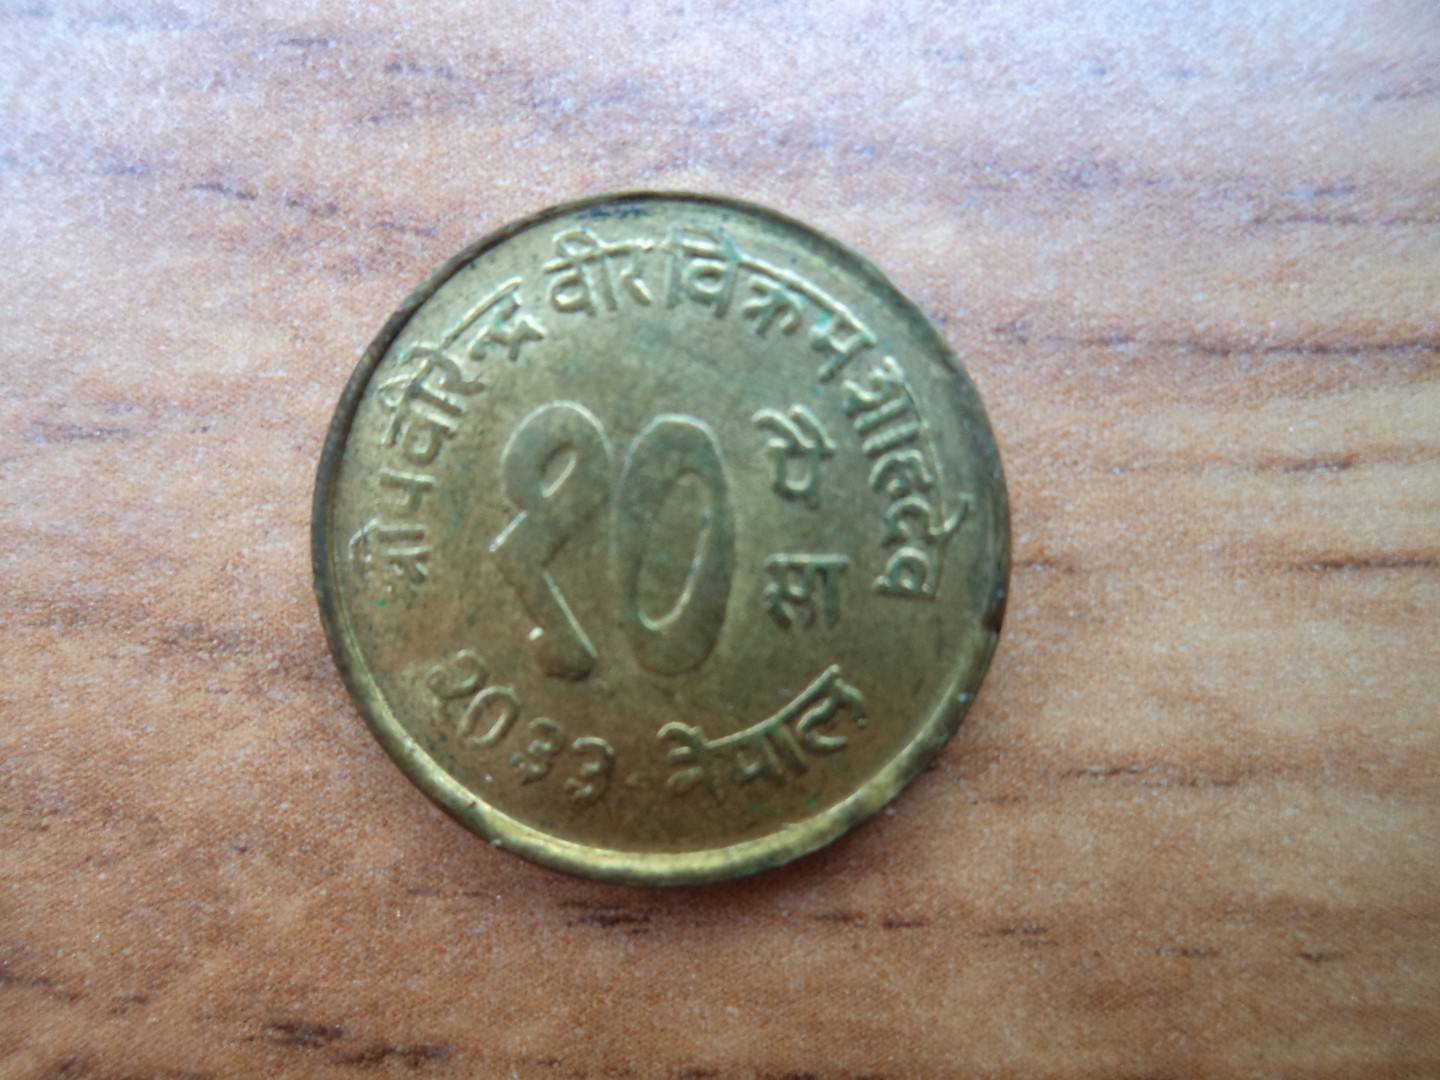 श्री ५ वीरेन्द्र वीर विक्रम शाहदेव
१०
पैसा
२०३३ नेपाल